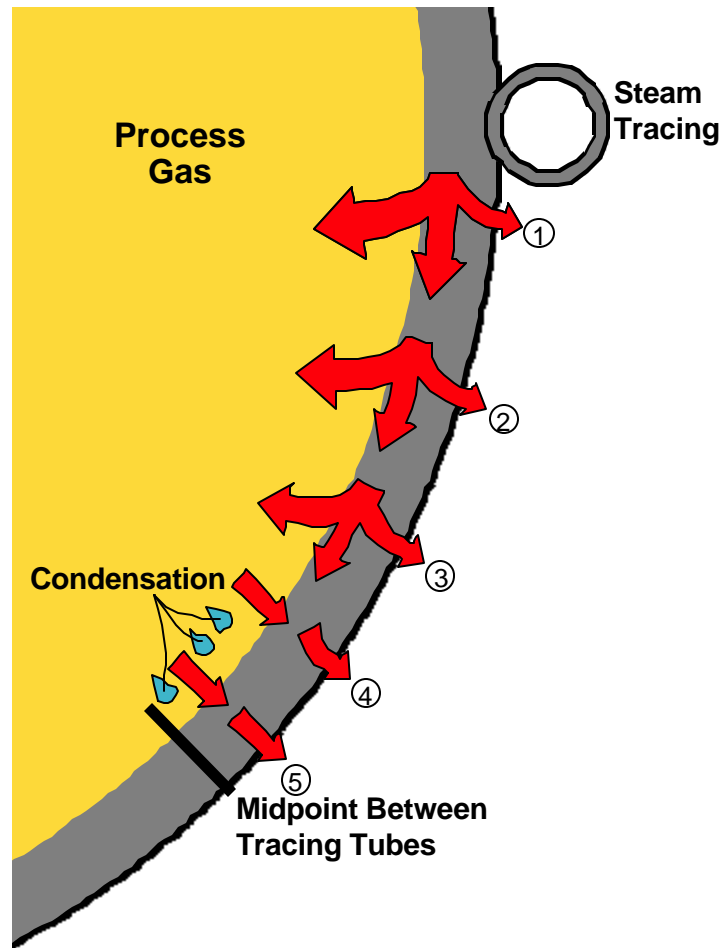 Steam
Tracing
Process
Gas
①
②
③
Condensation
④
⑤
Midpoint Between
Tracing Tubes